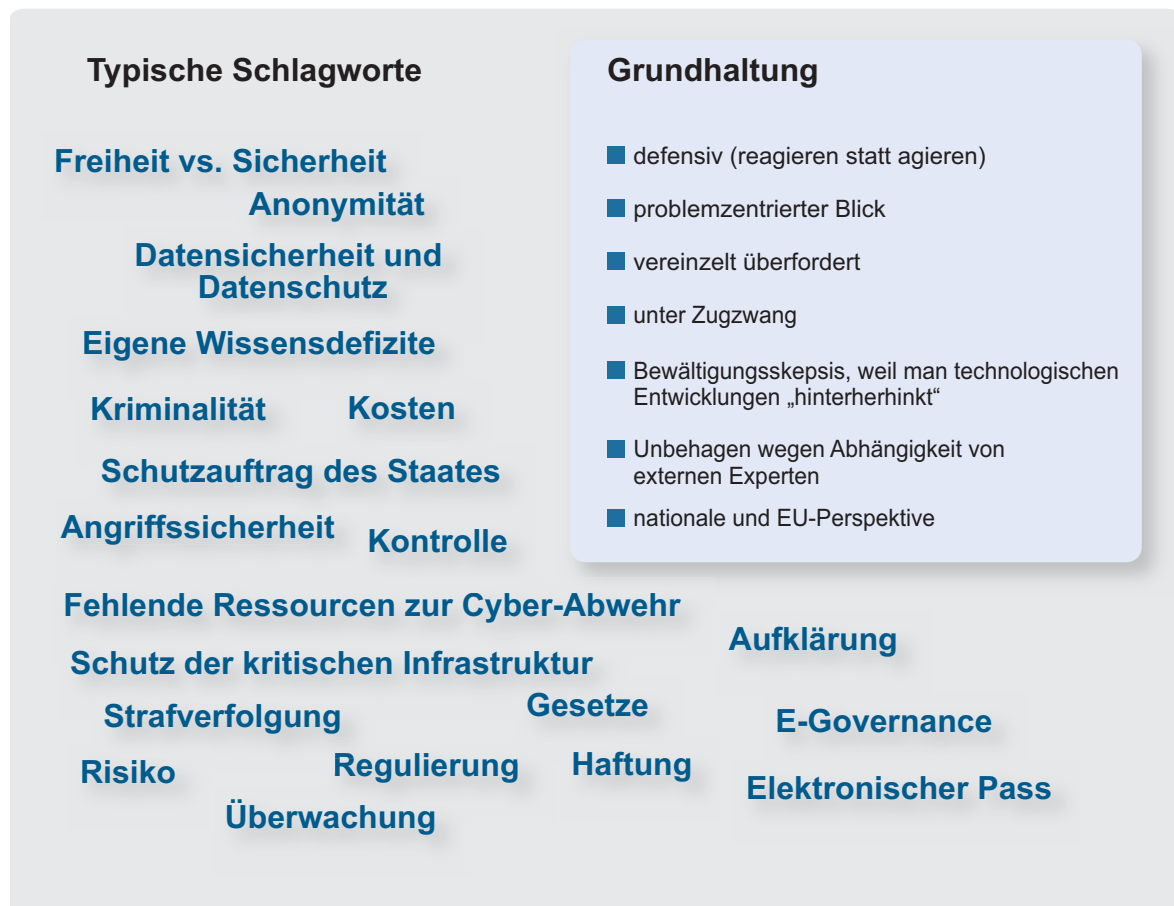 Typische Schlagworte
Freiheit vs. Sicherheit
Anonymität
Datensicherheit und
Datenschutz
Eigene Wissensdefizite
Kriminalität
Kosten
Schutzauftrag des Staates
Angriffssicherheit
Kontrolle
Fehlende Ressourcen zur Cyber-Abwehr
Aufklärung
Schutz der kritischen Infrastruktur
Gesetze
Strafverfolgung
E-Governance
Risiko
Regulierung
Haftung
Elektronischer Pass
Überwachung
Grundhaltung
defensiv (reagieren statt agieren)
problemzentrierter Blick
vereinzelt überfordert
unter Zugzwang
Bewältigungsskepsis, weil man technologischen
Entwicklungen „hinterherhinkt“
Unbehagen wegen Abhängigkeit von
externen Experten
nationale und EU-Perspektive